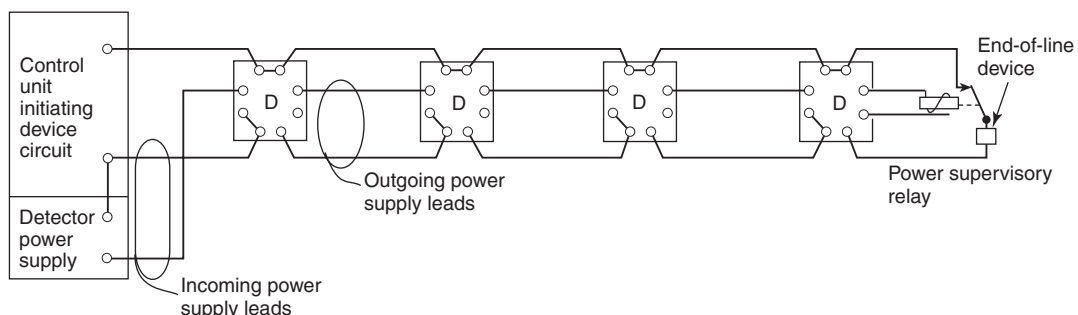 Control
unit
initiating
device
circuit
Detector
power
supply
D
D
D
D
Outgoing power
supply leads
Incoming power
supply leads
End-of-line
device
Power supervisory
relay